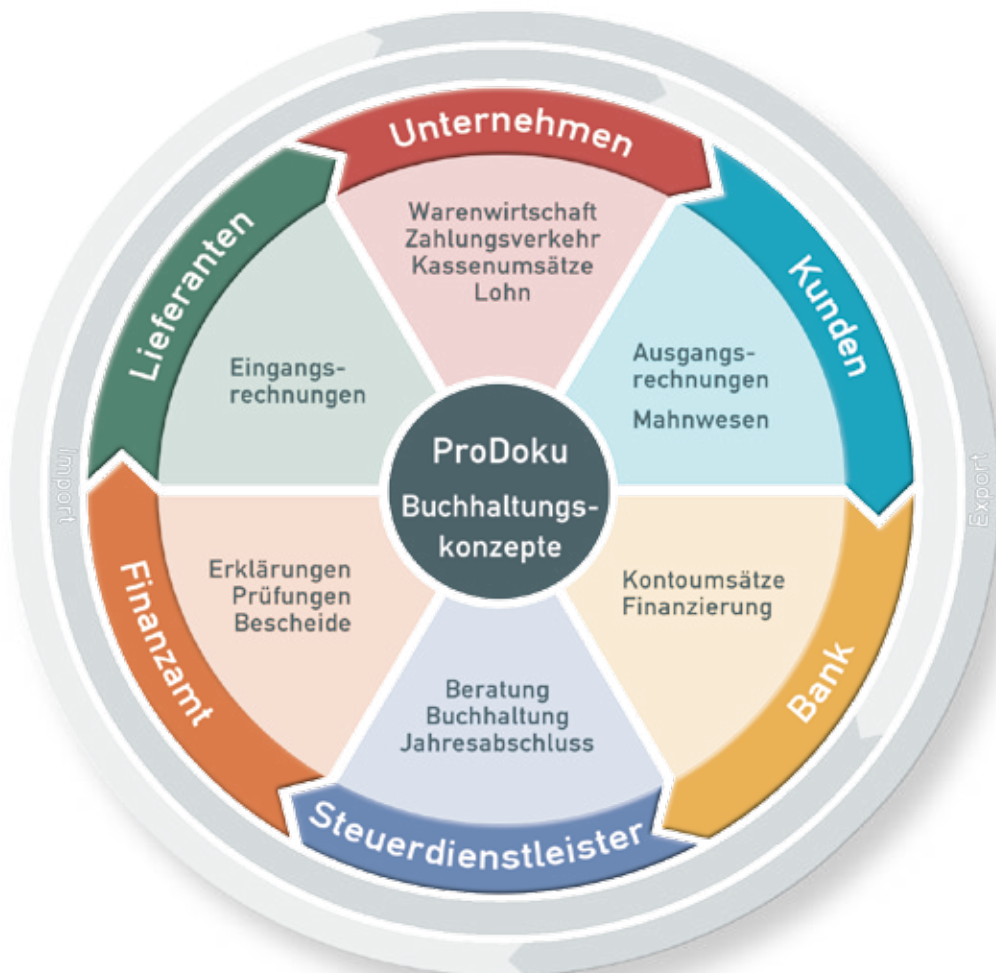 Unternehmen
Warenwirtschaft
Zahlungsverkehr
Kassenumsätze
Lohn
Kunden
Ausgangs-
rechnungen
Mahnwesen
Bank
Kontoumsätze
Finanzierung
Steuerdienstleister
Beratung
Buchhaltung
Jahresabschluss
Finanzamt
Erklärungen
Prüfungen
Bescheide
Lieferanten
Eingangs-
rechnungen
ProDoku
Buchhaltungs-
konzepte
Import
Export